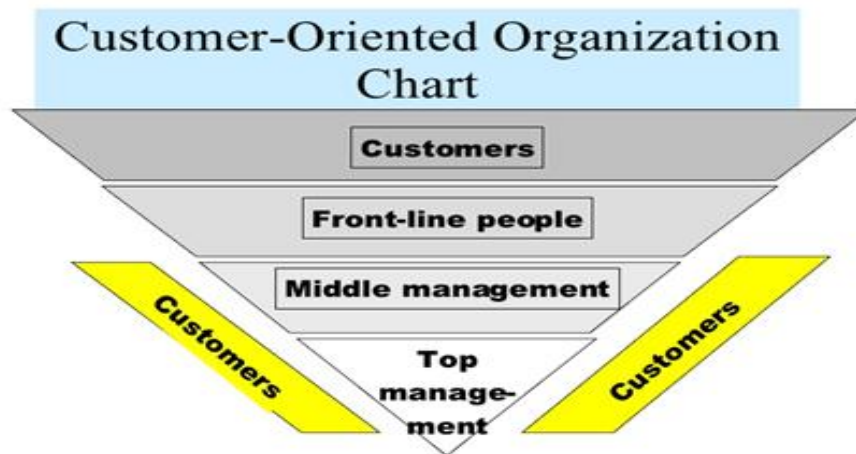 Customer-Oriented Organization
Chart
Customers
Front-line people
Middle management
Customers
Customers
Top
manage-
ment